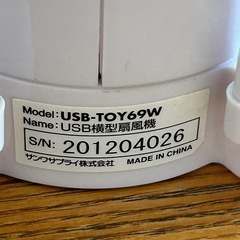 Model: USB-TOY69W
Name: USB横型扇風機
S/N: 201204026
サンワサプライ株式会社 MADE IN CHINA